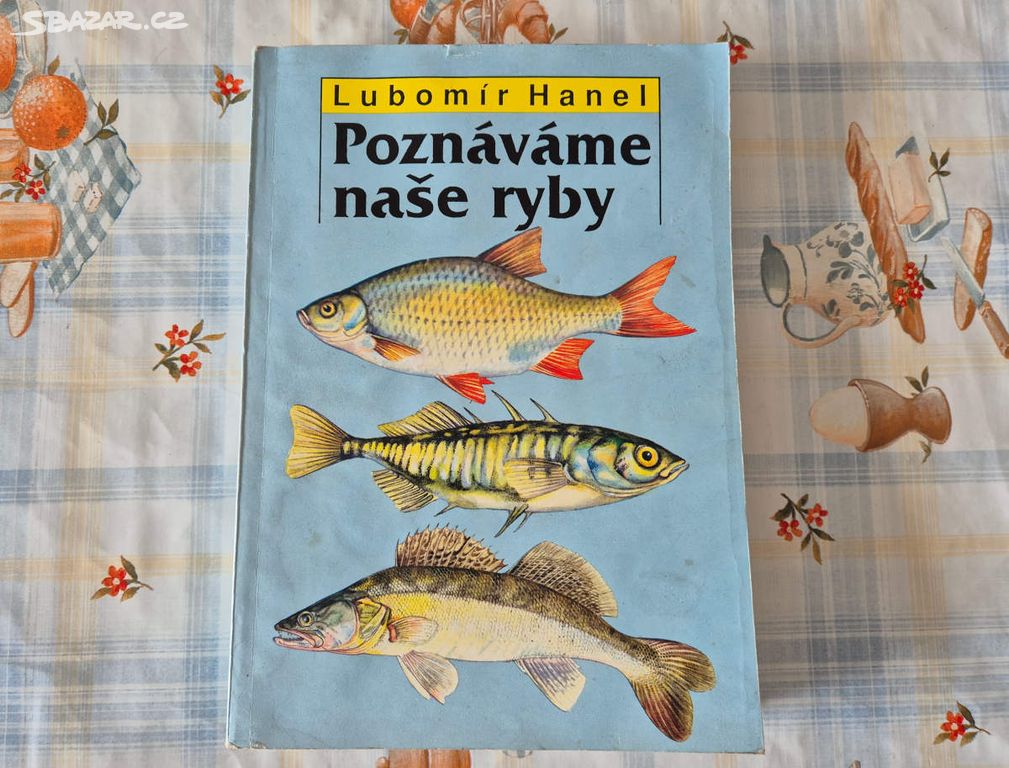 SBAZAR.CZ
Lubomír Hanel
Poznáváme
naše ryby